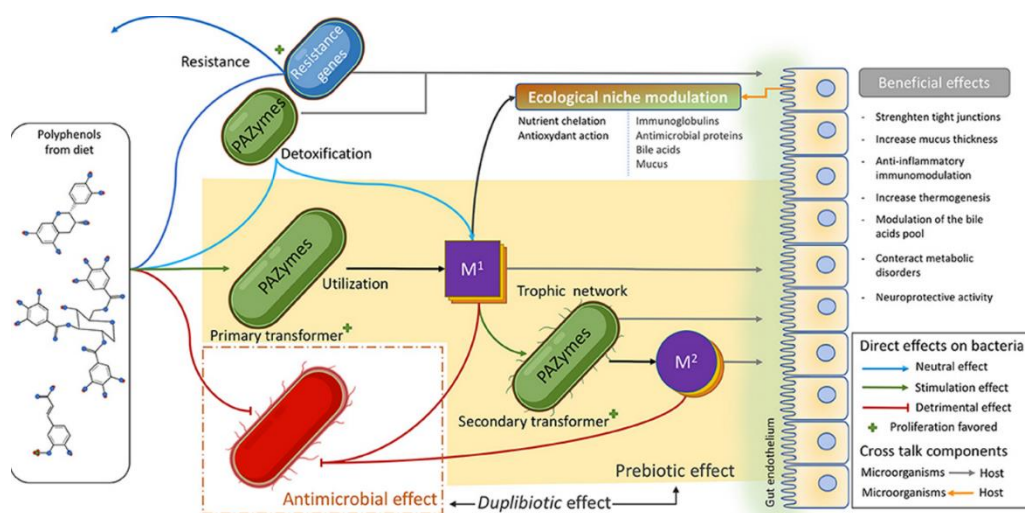 Polyphenols
from diet
Resistance
Resistance
genes
PAZymes
Detoxification
Ecological niche modulation
Nutrient chelation
Antioxydant action
Immunoglobulins
Antimicrobial proteins
Bile acids
Mucus
PAZymes
Primary transformer
Utilization
M1
Trophic network
PAZymes
Secondary transformer
M2
Antimicrobial effect
Duplibiotic effect
Prebiotic effect
Gut endothelium
Beneficial effects
- Strenghten tight junctions
- Increase mucus thickness
- Anti-inflammatory
immunomodulation
- Increase thermogenesis
- Modulation of the bile
acids pool
- Conteract metabolic
disorders
- Neuroprotective activity
Direct effects on bacteria
Neutral effect
Stimulation effect
Detrimental effect
Proliferation favored
Cross talk components
Microorganisms Host
Microorganisms Host